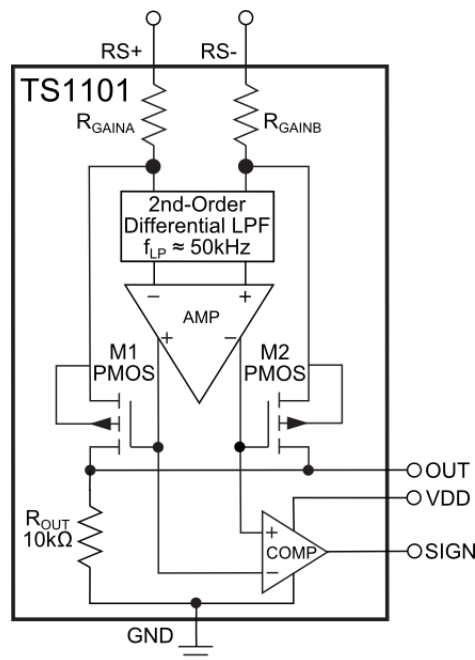 RS+ RS-
TS1101
RGAINA RGAINB
2nd-Order
Differential LPF
fLP ≈ 50kHz
− +
AMP
+ −
M1
PMOS
M2
PMOS
OUT
VDD
ROUT
10kΩ
+
COMP
−
SIGN
GND